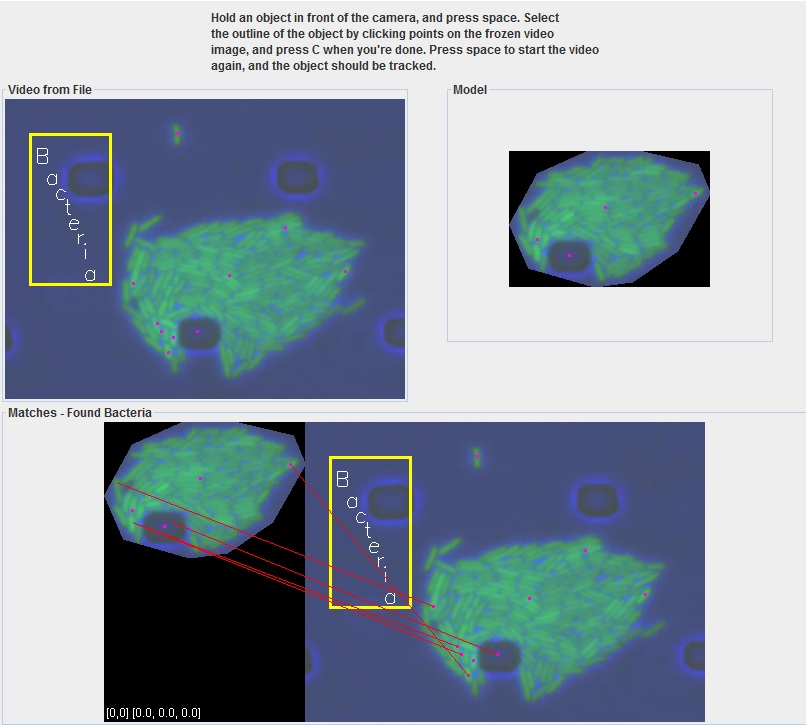 Hold an object in front of the camera, and press space. Select
the outline of the object by clicking points on the frozen video
image, and press C when you're done. Press space to start the video
again, and the object should be tracked.
Video from File
Model
Bacteria
Matches - Found Bacteria
Bacteria
[0,0] [0.0, 0.0, 0.0]